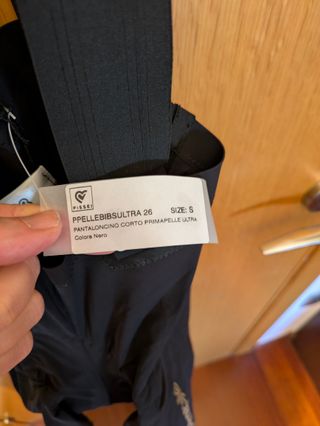 PISSEI
PPELLEBIBSULTRA 26 SIZE: S
PANTALONCINO CORTO PRIMAPELLE ULTRA
Colore Nero